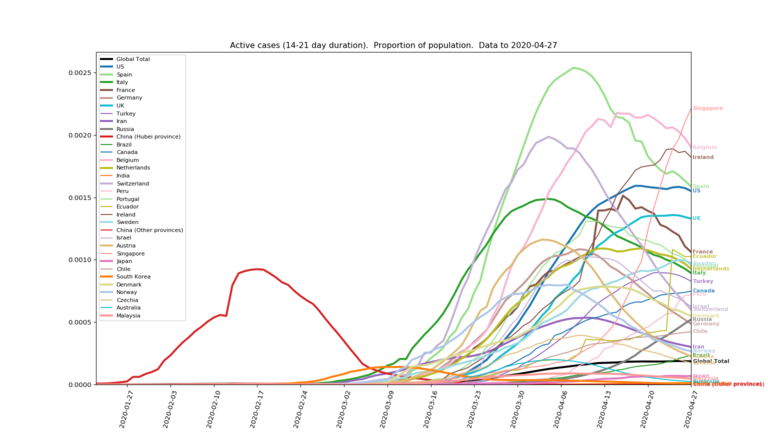 Active cases (14-21 day duration). Proportion of population. Data to 2020-04-27
0.0025
0.0020
0.0015
0.0010
0.0005
0.0000
Global Total
US
Spain
Italy
France
Germany
UK
Turkey
Iran
Russia
China (Hubei province)
Brazil
Canada
Belgium
Netherlands
India
Switzerland
Peru
Portugal
Ecuador
Ireland
Sweden
China (Other provinces)
Israel
Austria
Singapore
Japan
Chile
South Korea
Denmark
Norway
Czechia
Australia
Malaysia
Singapore
Belgium
Ireland
Spain
US
UK
France
Ecuador
Netherlands
Italy
Turkey
Canada
Israel
Switzerland
Russia
Germany
Chile
Iran
Brazil
Global Total
Japan
2020-01-27
2020-02-03
2020-02-10
2020-02-17
2020-02-24
2020-03-02
2020-03-09
2020-03-16
2020-03-23
2020-03-30
2020-04-06
2020-04-13
2020-04-20
2020-04-27